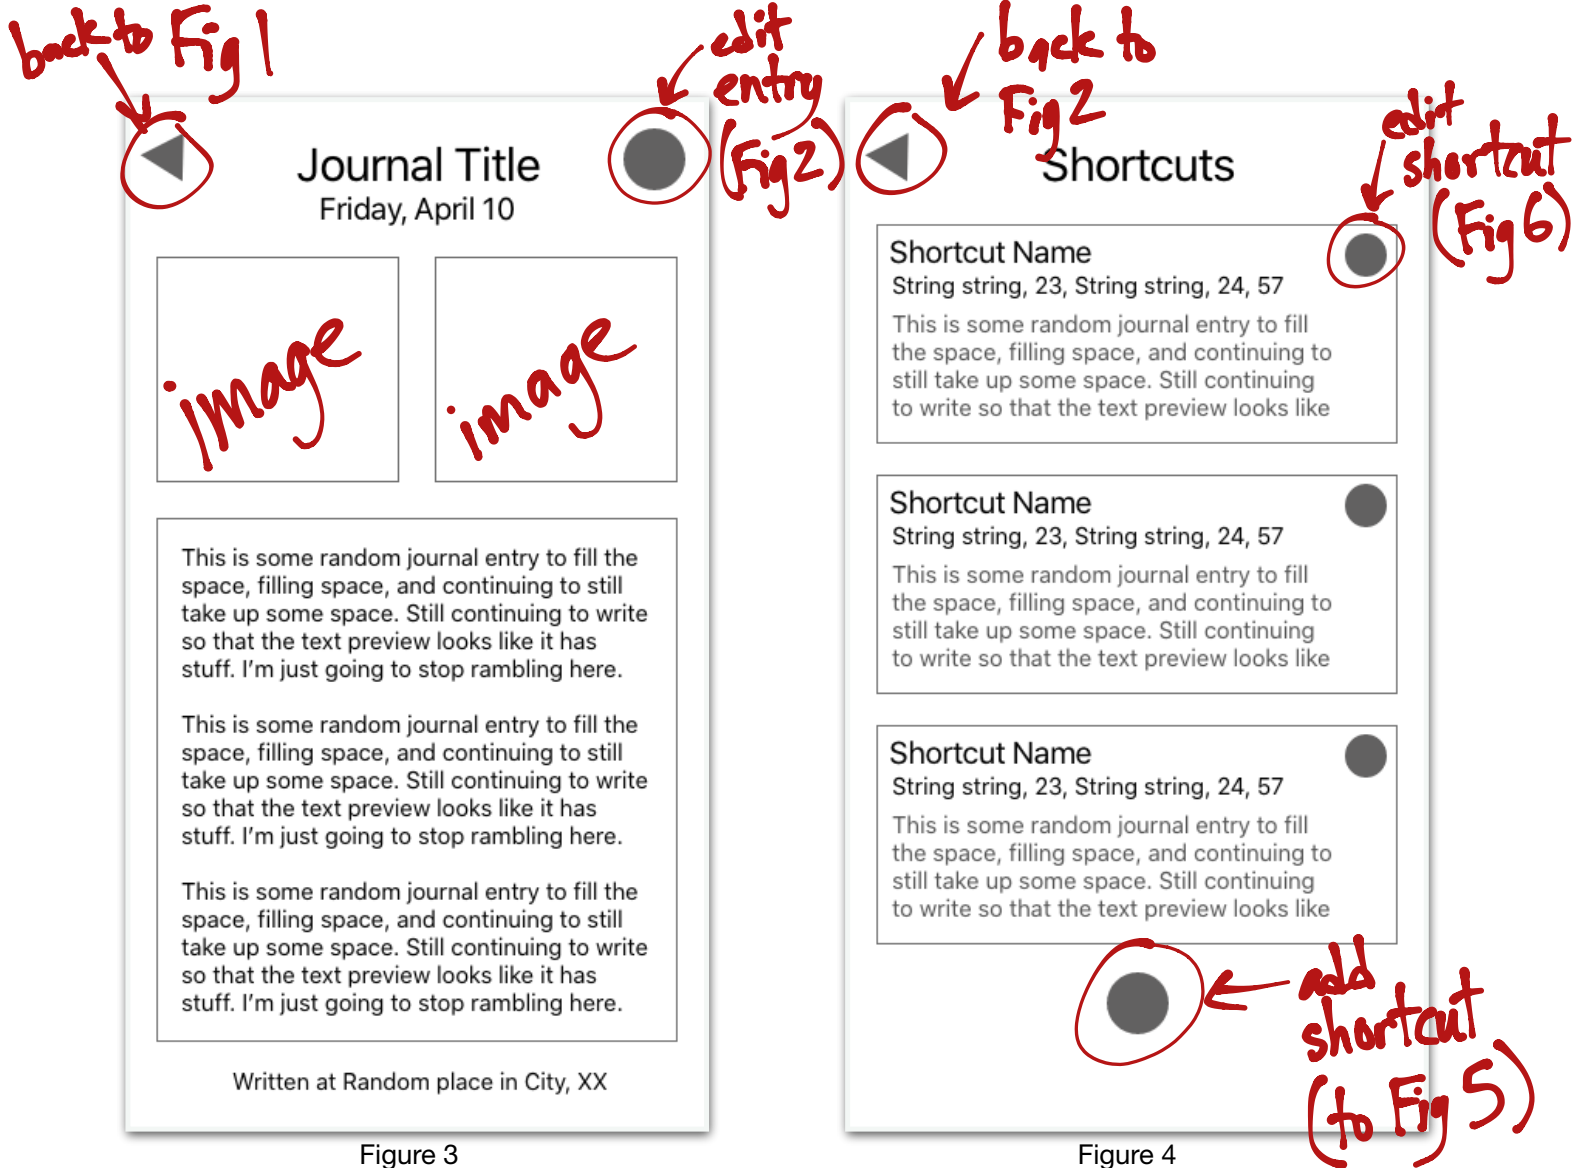 back to Fig 1
edit
entry
(Fig 2)
Journal Title
Friday, April 10
image
image
This is some random journal entry to fill the
space, filling space, and continuing to still
take up some space. Still continuing to write
so that the text preview looks like it has
stuff. I'm just going to stop rambling here.
This is some random journal entry to fill the
space, filling space, and continuing to still
take up some space. Still continuing to write
so that the text preview looks like it has
stuff. I'm just going to stop rambling here.
This is some random journal entry to fill the
space, filling space, and continuing to still
take up some space. Still continuing to write
so that the text preview looks like it has
stuff. I'm just going to stop rambling here.
Written at Random place in City, XX
Figure 3
back to
Fig 2
edit
shortcut
(Fig 6)
Shortcuts
Shortcut Name
String string, 23, String string, 24, 57
This is some random journal entry to fill
the space, filling space, and continuing to
still take up some space. Still continuing
to write so that the text preview looks like
Shortcut Name
String string, 23, String string, 24, 57
This is some random journal entry to fill
the space, filling space, and continuing to
still take up some space. Still continuing
to write so that the text preview looks like
Shortcut Name
String string, 23, String string, 24, 57
This is some random journal entry to fill
the space, filling space, and continuing to
still take up some space. Still continuing
to write so that the text preview looks like
add
shortcut
(to Fig 5)
Figure 4